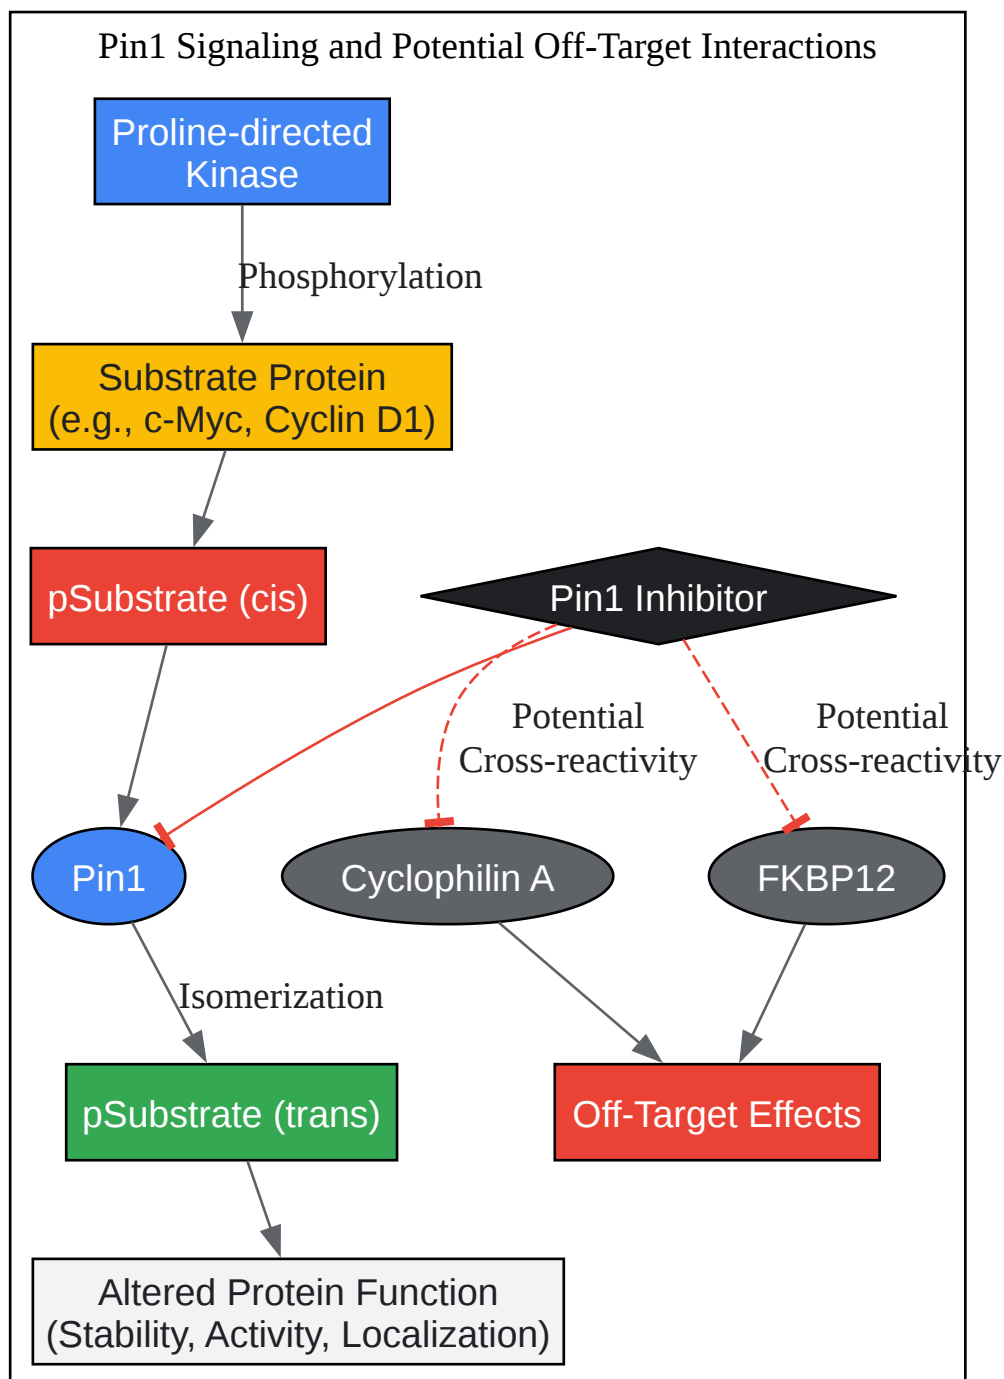 Pin1 Signaling and Potential Off-Target Interactions
Proline-directed
Kinase
Phosphorylation
Substrate Protein
(e.g., c-Myc, Cyclin D1)
pSubstrate (cis)
Pin1 Inhibitor
Potential
Cross-reactivity
Potential
Cross-reactivity
Pin1
Cyclophilin A
FKBP12
Isomerization
pSubstrate (trans)
Off-Target Effects
Altered Protein Function
(Stability, Activity, Localization)